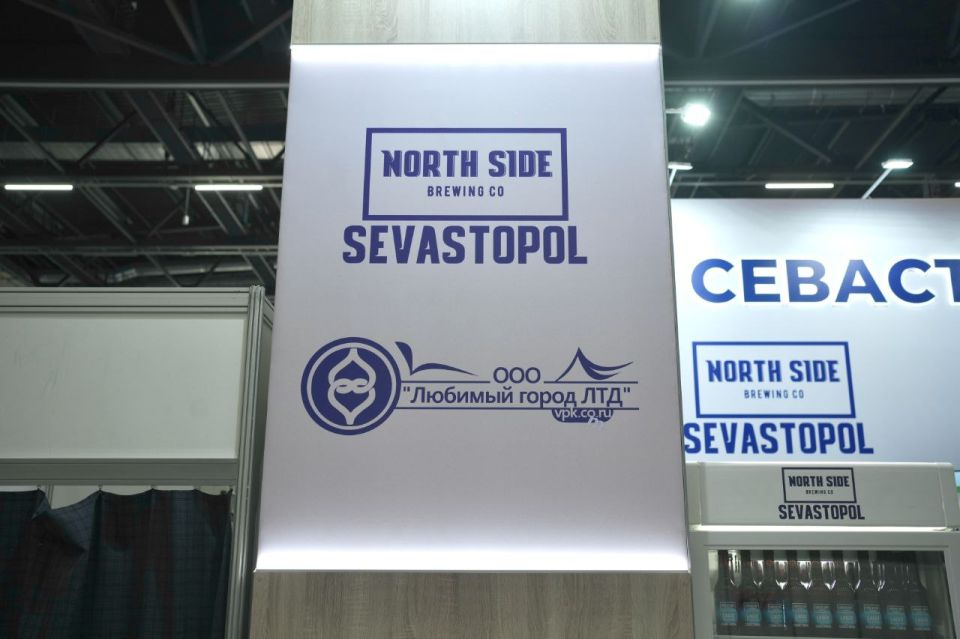 NORTH SIDE
BREWING CO
SEVASTOPOL
ООО
"Любимый город ЛТД"
vpk.co.ru
СЕВАСТ
NORTH SIDE
BREWING CO
SEVASTOPOL
NORTH SIDE
BREWING CO
SEVASTOPOL